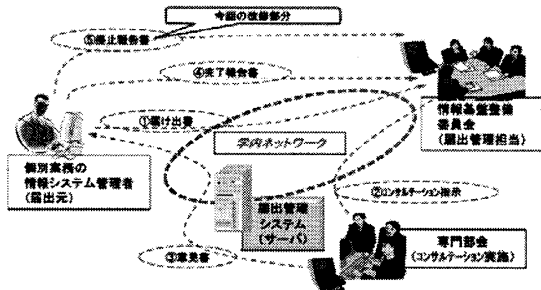 今回の改修部分
⑤廃止報告書
④完了報告書
①届け出書
学内ネットワーク
情報基盤整備
委員会
(届出管理担当)
個別業務の
情報システム管理者
(届出元)
②コンサルテーション指示
届出管理
システム
(サーバ)
③意見書
専門部会
(コンサルテーション実施)